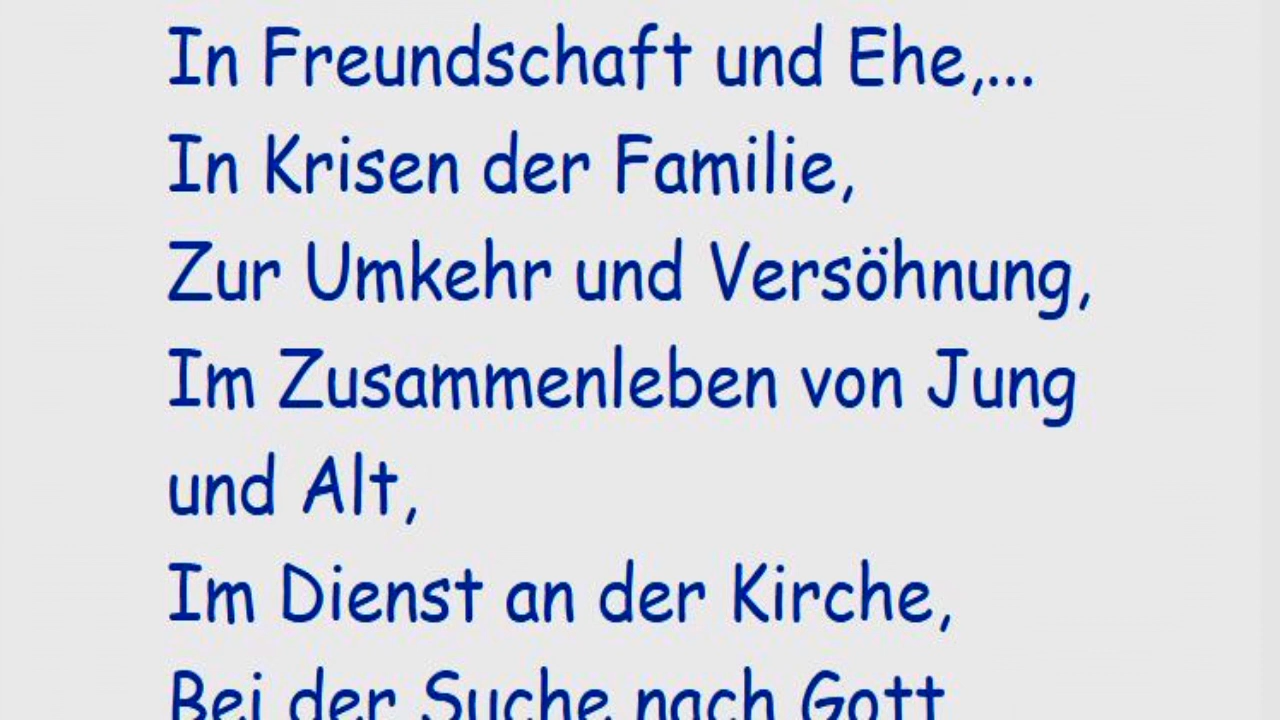 In Freundschaft und Ehe,...
In Krisen der Familie,
Zur Umkehr und Versöhnung,
Im Zusammenleben von Jung
und Alt,
Im Dienst an der Kirche,
Bei der Suche nach Gott